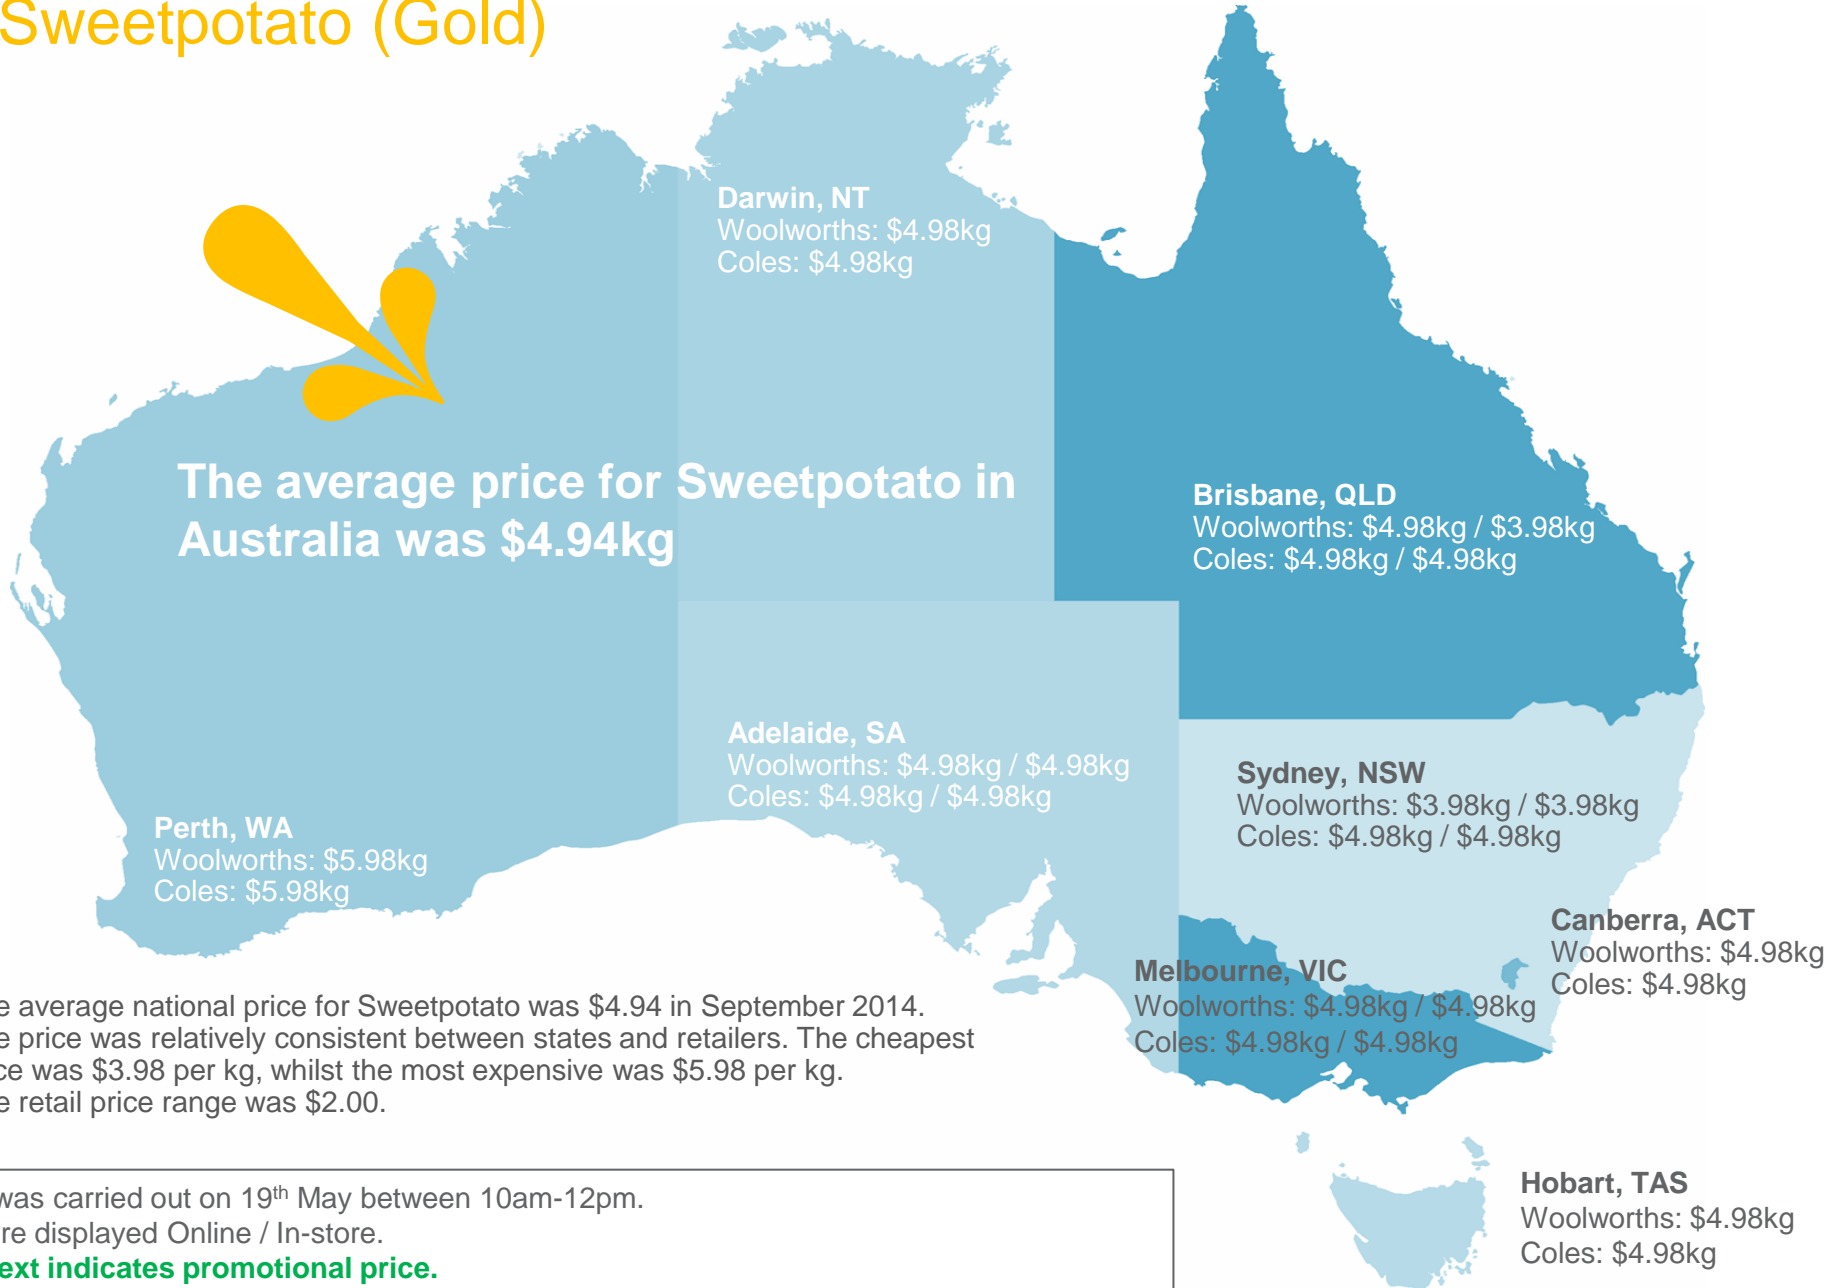 Sweetpotato (Gold)
Darwin, NT
Woolworths: $4.98kg
Coles: $4.98kg
The average price for Sweetpotato in
Australia was $4.94kg
Brisbane, QLD
Woolworths: $4.98kg / $3.98kg
Coles: $4.98kg / $4.98kg
Adelaide, SA
Woolworths: $4.98kg / $4.98kg
Coles: $4.98kg / $4.98kg
Sydney, NSW
Woolworths: $3.98kg / $3.98kg
Coles: $4.98kg / $4.98kg
Perth, WA
Woolworths: $5.98kg
Coles: $5.98kg
Canberra, ACT
Woolworths: $4.98kg
Coles: $4.98kg
Melbourne, VIC
Woolworths: $4.98kg / $4.98kg
Coles: $4.98kg / $4.98kg
average national price for Sweetpotato was $4.94 in September 2014.
price was relatively consistent between states and retailers. The cheapest
was $3.98 per kg, whilst the most expensive was $5.98 per kg.
retail price range was $2.00.
was carried out on 19th May between 10am-12pm.
displayed Online / In-store.
indicates promotional price.
Hobart, TAS
Woolworths: $4.98kg
Coles: $4.98kg